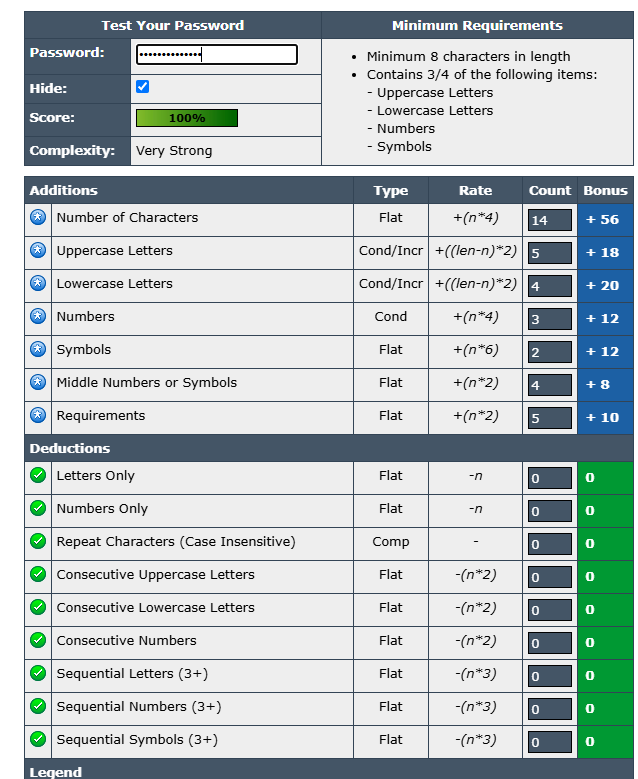 Test Your Password
Minimum Requirements
Password: ••••••••••••••
Hide:
Score: 100%
Complexity: Very Strong
• Minimum 8 characters in length
• Contains 3/4 of the following items:
- Uppercase Letters
- Lowercase Letters
- Numbers
- Symbols
Additions Type Rate Count Bonus
Number of Characters Flat +(n*4) 14 + 56
Uppercase Letters Cond/Incr +((len-n)*2) 5 + 18
Lowercase Letters Cond/Incr +((len-n)*2) 4 + 20
Numbers Cond +(n*4) 3 + 12
Symbols Flat +(n*6) 2 + 12
Middle Numbers or Symbols Flat +(n*2) 4 + 8
Requirements Flat +(n*2) 5 + 10
Deductions
Letters Only Flat -n 0 0
Numbers Only Flat -n 0 0
Repeat Characters (Case Insensitive) Comp - 0 0
Consecutive Uppercase Letters Flat -(n*2) 0 0
Consecutive Lowercase Letters Flat -(n*2) 0 0
Consecutive Numbers Flat -(n*2) 0 0
Sequential Letters (3+) Flat -(n*3) 0 0
Sequential Numbers (3+) Flat -(n*3) 0 0
Sequential Symbols (3+) Flat -(n*3) 0 0
Legend